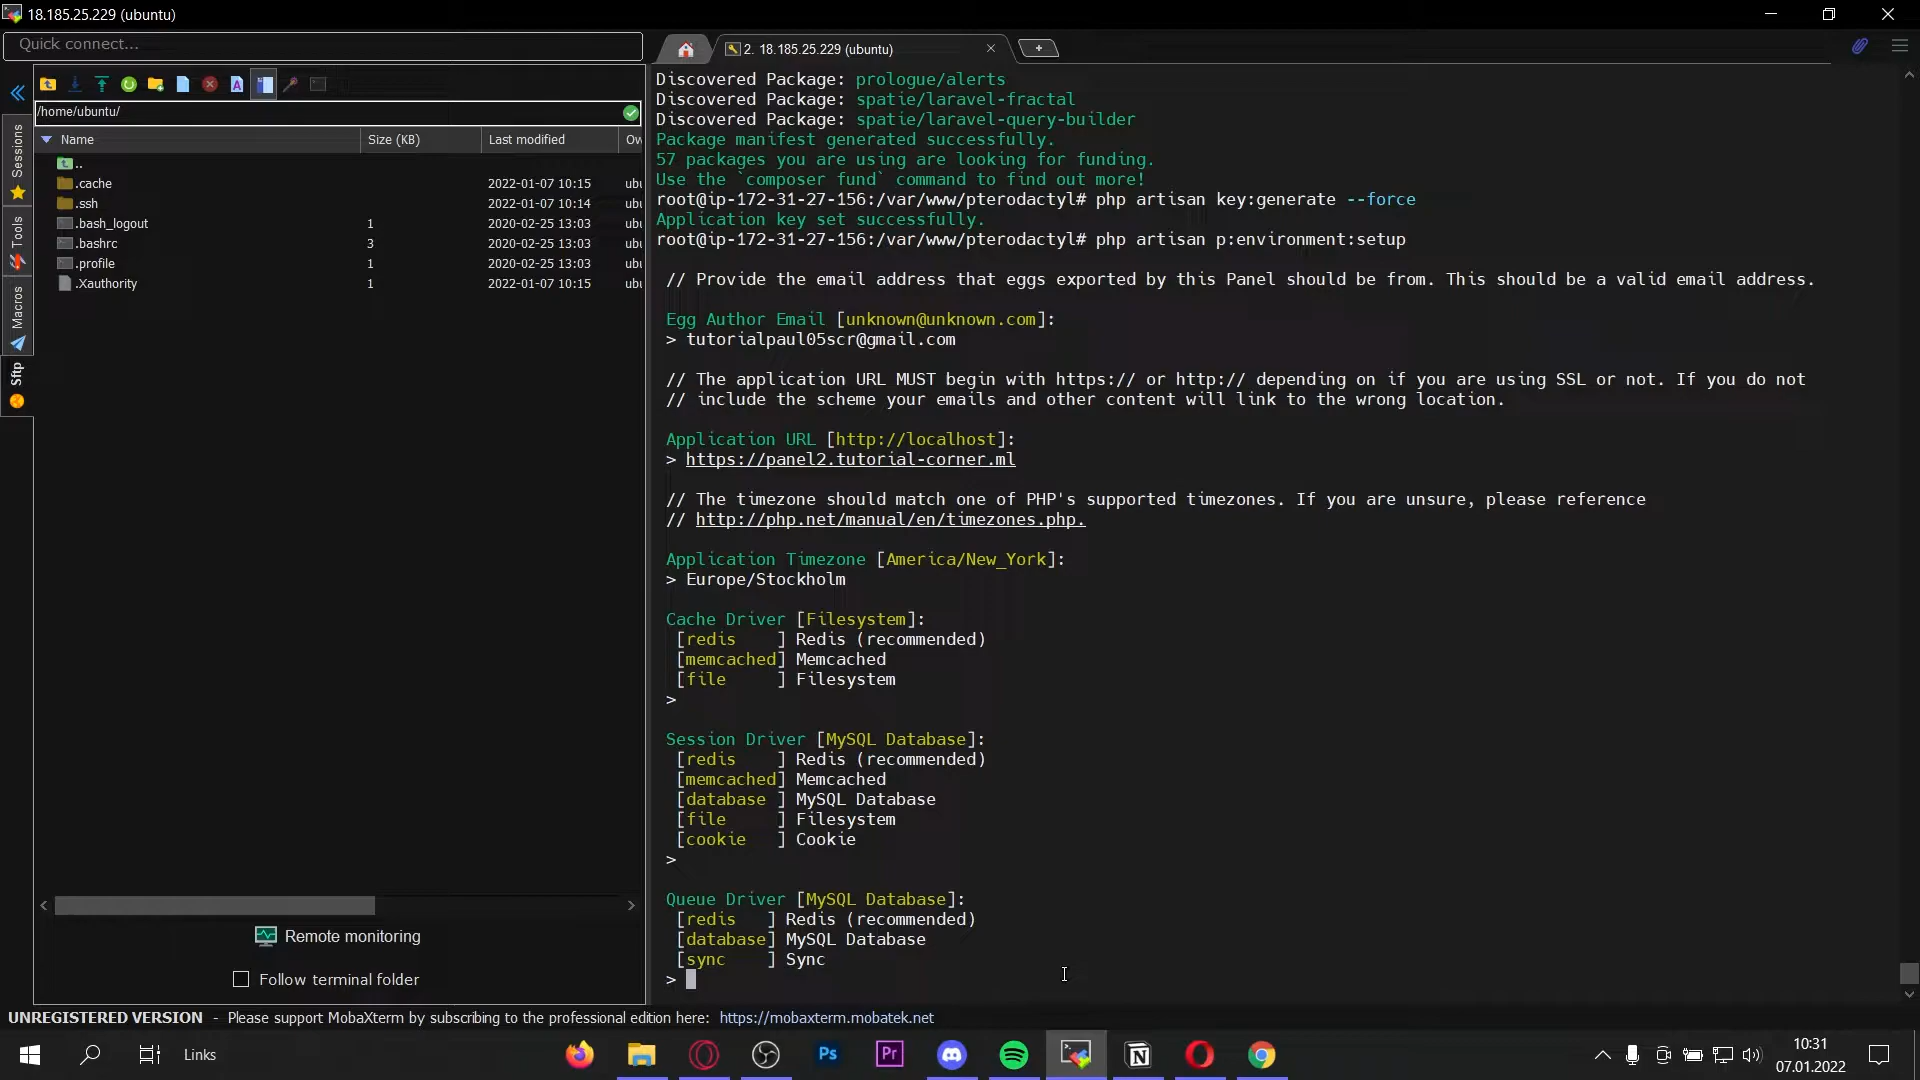 18.185.25.229 (ubuntu)
Quick connect...
2. 18.185.25.229 (ubuntu)
/home/ubuntu/
Name Size (KB) Last modified Ow
..
.cache 2022-01-07 10:15 ubu
.ssh 2022-01-07 10:14 ubu
.bash_logout 1 2020-02-25 13:03 ubu
.bashrc 3 2020-02-25 13:03 ubu
.profile 1 2020-02-25 13:03 ubu
.Xauthority 1 2022-01-07 10:15 ubu
Sessions
Tools
Macros
Sftp
Remote monitoring
Follow terminal folder
Discovered Package: prologue/alerts
Discovered Package: spatie/laravel-fractal
Discovered Package: spatie/laravel-query-builder
Package manifest generated successfully.
57 packages you are using are looking for funding.
Use the `composer fund` command to find out more!
root@ip-172-31-27-156:/var/www/pterodactyl# php artisan key:generate --force
Application key set successfully.
root@ip-172-31-27-156:/var/www/pterodactyl# php artisan p:environment:setup
// Provide the email address that eggs exported by this Panel should be from. This should be a valid email address.
Egg Author Email [unknown@unknown.com]:
> tutorialpaul05scr@gmail.com
// The application URL MUST begin with https:// or http:// depending on if you are using SSL or not. If you do not
// include the scheme your emails and other content will link to the wrong location.
Application URL [http://localhost]:
> https://panel2.tutorial-corner.ml
// The timezone should match one of PHP's supported timezones. If you are unsure, please reference
// http://php.net/manual/en/timezones.php.
Application Timezone [America/New_York]:
> Europe/Stockholm
Cache Driver [Filesystem]:
[redis    ] Redis (recommended)
[memcached] Memcached
[file     ] Filesystem
>
Session Driver [MySQL Database]:
[redis    ] Redis (recommended)
[memcached] Memcached
[database ] MySQL Database
[file     ] Filesystem
[cookie   ] Cookie
>
Queue Driver [MySQL Database]:
[redis   ] Redis (recommended)
[database] MySQL Database
[sync    ] Sync
>
UNREGISTERED VERSION - Please support MobaXterm by subscribing to the professional edition here: https://mobaxterm.mobatek.net
Links
Ps
Pr
10:31
07.01.2022